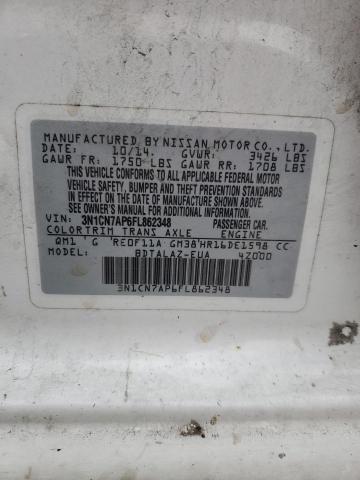 MANUFACTURED BY NISSAN MOTOR CO., LTD.
DATE: 10/14. GVWR: 3426 LBS
GAWR FR: 1750 LBS GAWR RR: 1708 LBS
THIS VEHICLE CONFORMS TO ALL APPLICABLE FEDERAL MOTOR
VEHICLE SAFETY, BUMPER AND THEFT PREVENTION STANDARDS
IN EFFECT ON THE DATE OF MANUFACTURE SHOWN ABOVE.
SEE OWNER'S MANUAL FOR ADDITIONAL INFORMATION.
VIN: 3N1CN7AP6FL862348 PASSENGER CAR.
COLOR TRIM TRANS AXLE ENGINE
QM1 G RE0F11A GM38 HR16DE 1598 CC
MODEL: BDTALAZ-EUA 4Z000
3N1CN7AP6FL862348